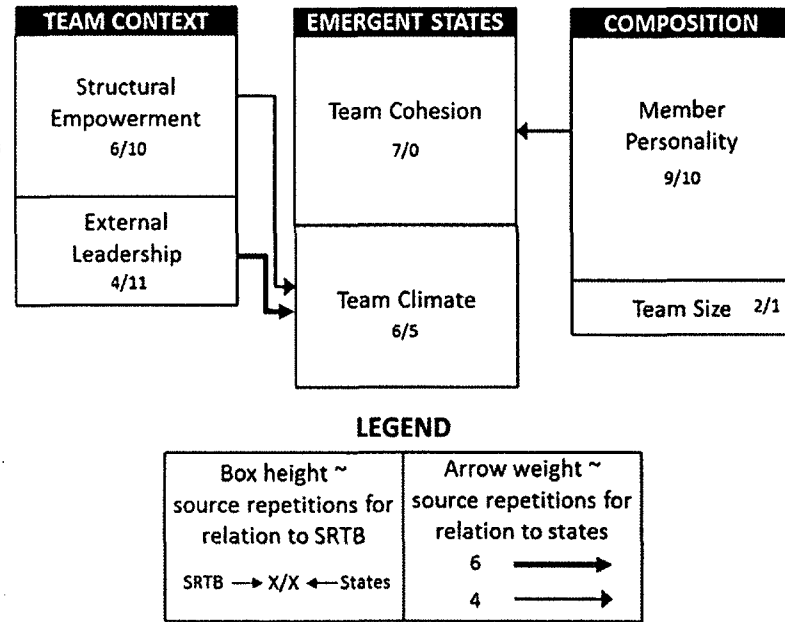 TEAM CONTEXT
Structural
Empowerment
6/10
External
Leadership
4/11
EMERGENT STATES
Team Cohesion
7/0
Team Climate
6/5
COMPOSITION
Member
Personality
9/10
Team Size 2/1
LEGEND
Box height ~
source repetitions for
relation to SRTB
SRTB → X/X ← States
Arrow weight ~
source repetitions for
relation to states
6
4